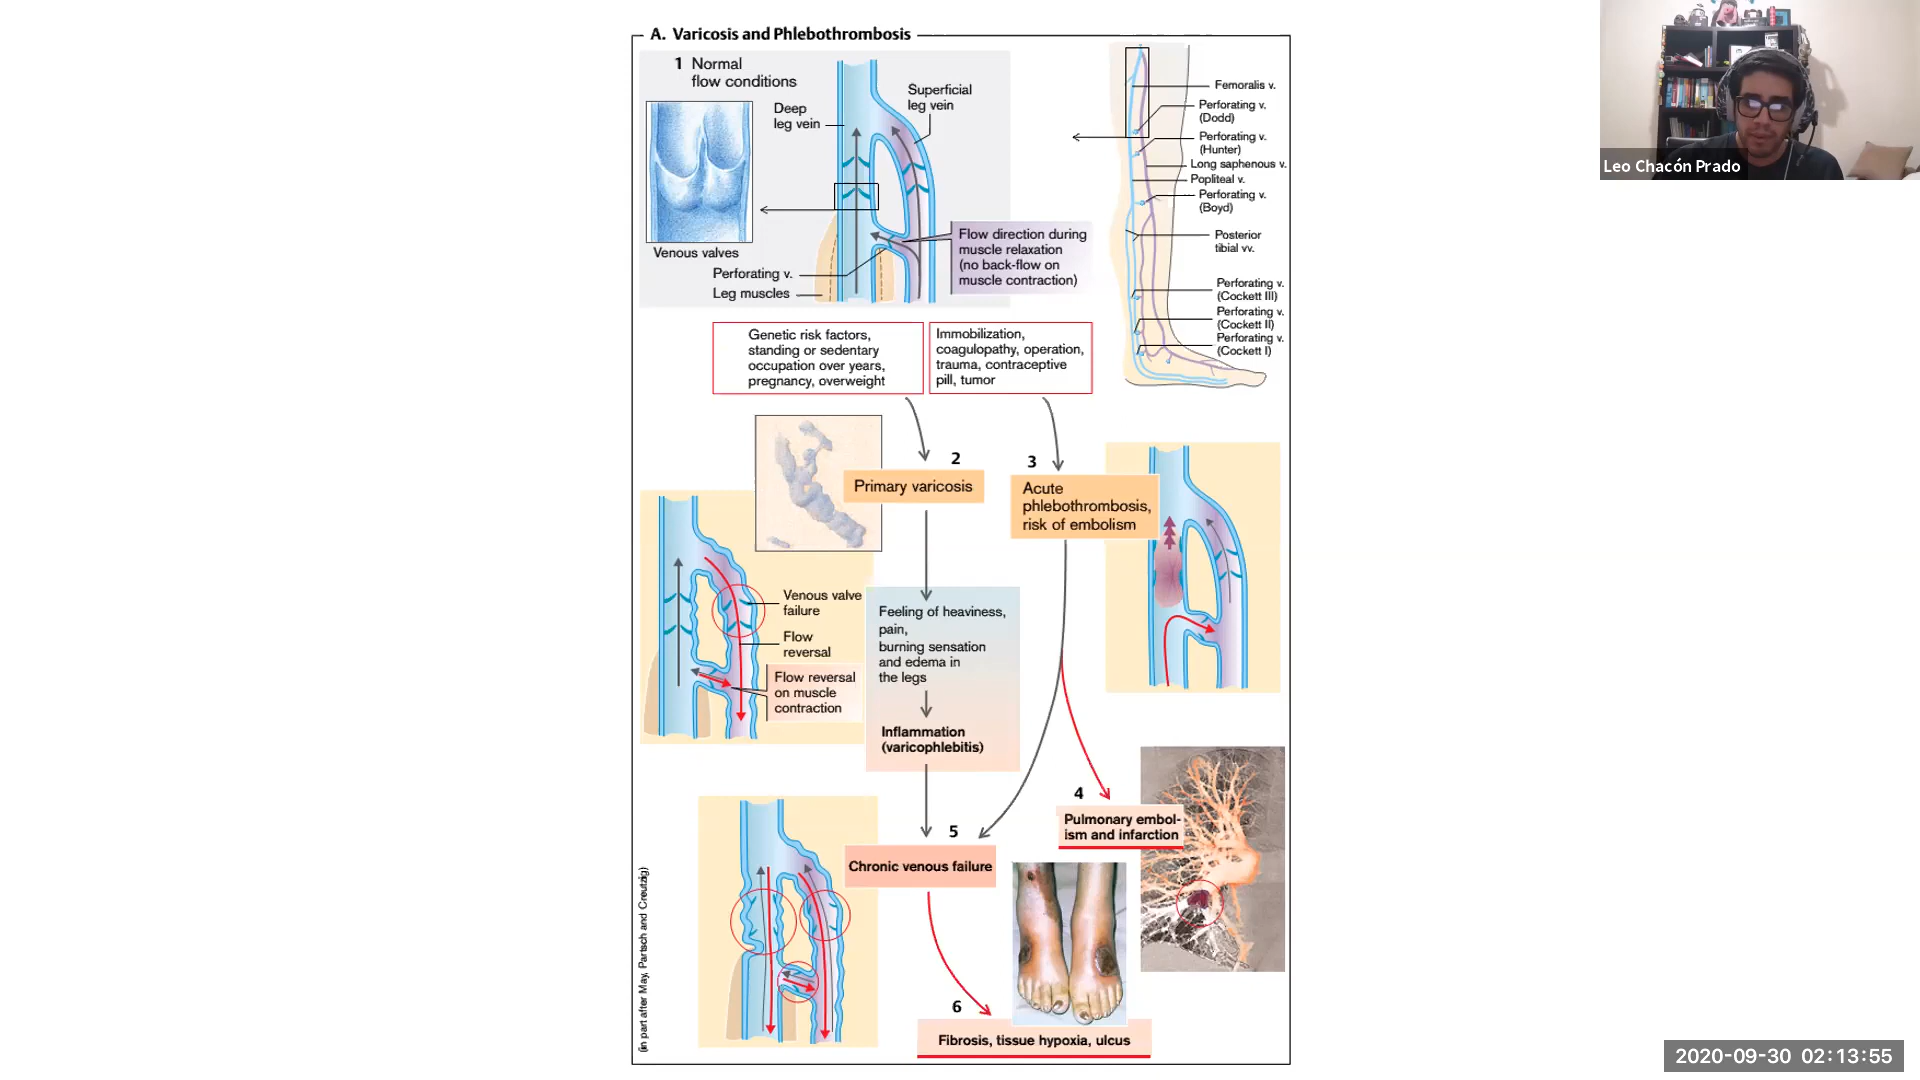 A. Varicosis and Phlebothrombosis
1 Normal
flow conditions
Deep
leg vein
Superficial
leg vein
Venous valves
Perforating v.
Leg muscles
Flow direction during
muscle relaxation
(no back-flow on
muscle contraction)
Femoralis v.
Perforating v.
(Dodd)
Perforating v.
(Hunter)
Long saphenous v.
Popliteal v.
Perforating v.
(Boyd)
Posterior
tibial vv.
Perforating v.
(Cockett III)
Perforating v.
(Cockett II)
Perforating v.
(Cockett I)
Genetic risk factors,
standing or sedentary
occupation over years,
pregnancy, overweight
Immobilization,
coagulopathy, operation,
trauma, contraceptive
pill, tumor
2
Primary varicosis
3
Acute
phlebothrombosis,
risk of embolism
Venous valve
failure
Flow
reversal
Flow reversal
on muscle
contraction
Feeling of heaviness,
pain,
burning sensation
and edema in
the legs
Inflammation
(varicophlebitis)
4
Pulmonary embol-
ism and infarction
5
Chronic venous failure
6
Fibrosis, tissue hypoxia, ulcus
(in part after May, Partsch and Creutzig)
Leo Chacón Prado
2020-09-30 02:13:55